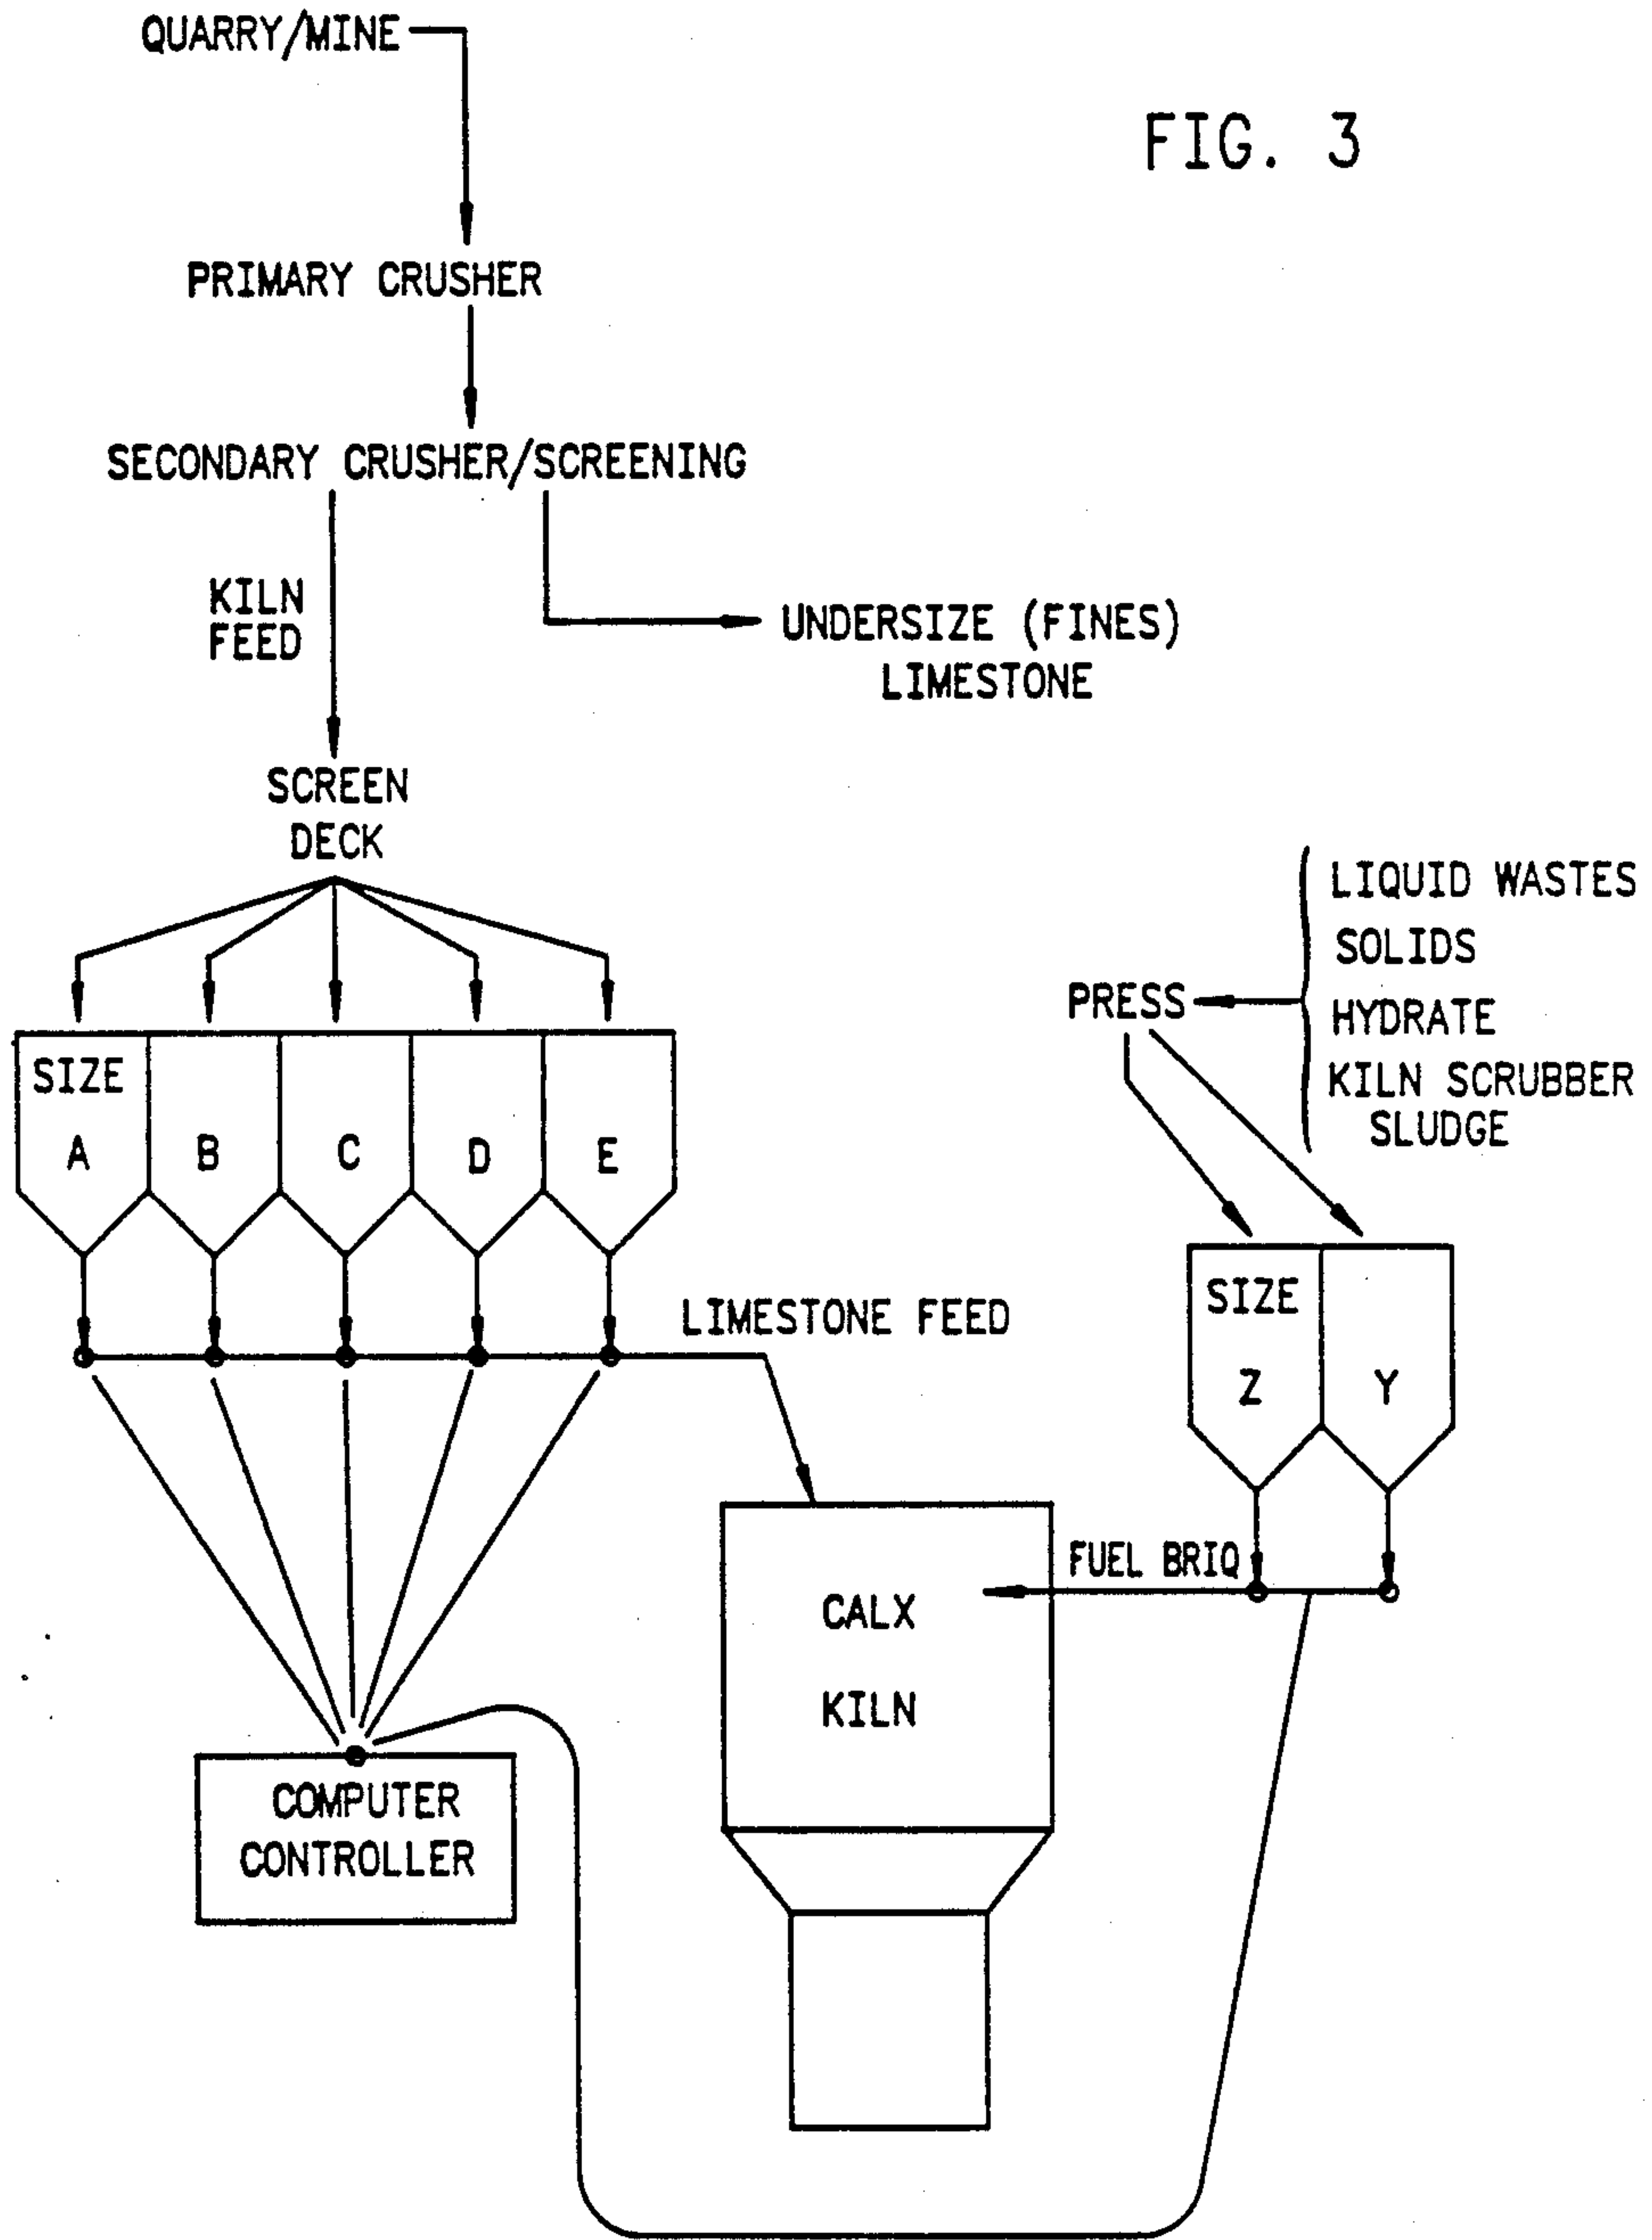 QUARRY/MINE
FIG. 3
PRIMARY CRUSHER
SECONDARY CRUSHER/SCREENING
KILN
FEED
UNDERSIZE (FINES)
LIMESTONE
SCREEN
DECK
LIQUID WASTES
SOLIDS
PRESS
HYDRATE
KILN SCRUBBER
SLUDGE
SIZE
A
B
C
D
E
SIZE
Z
Y
LIMESTONE FEED
FUEL BRIQ
CALX
KILN
COMPUTER
CONTROLLER